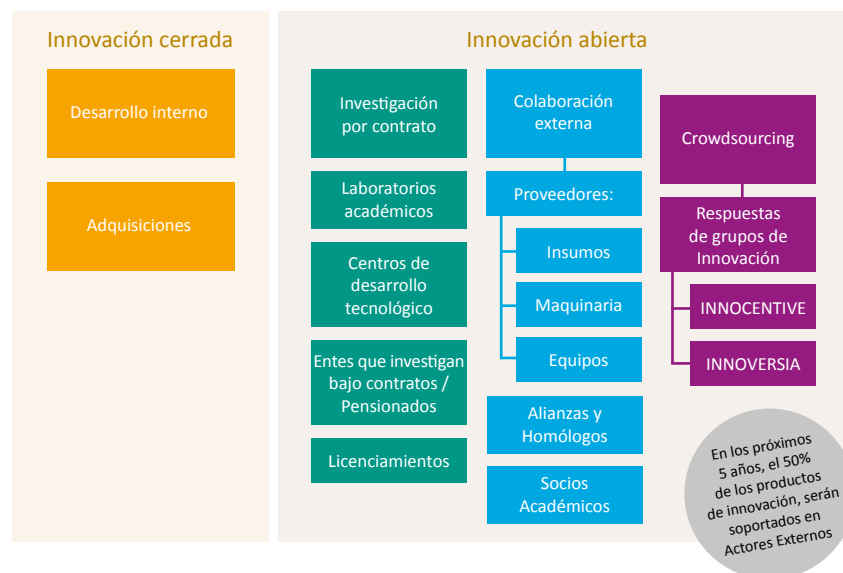 Innovación cerrada
Desarrollo interno
Adquisiciones
Innovación abierta
Investigación
por contrato
Laboratorios
académicos
Centros de
desarrollo
tecnológico
Entes que investigan
bajo contratos /
Pensionados
Licenciamientos
Colaboración
externa
Proveedores:
Insumos
Maquinaria
Equipos
Alianzas y
Homólogos
Socios
Académicos
Crowdsourcing
Respuestas
de grupos de
Innovación
INNOCENTIVE
INNOVERSIA
En los próximos
5 años, el 50%
de los productos
de innovación, serán
soportados en
Actores Externos